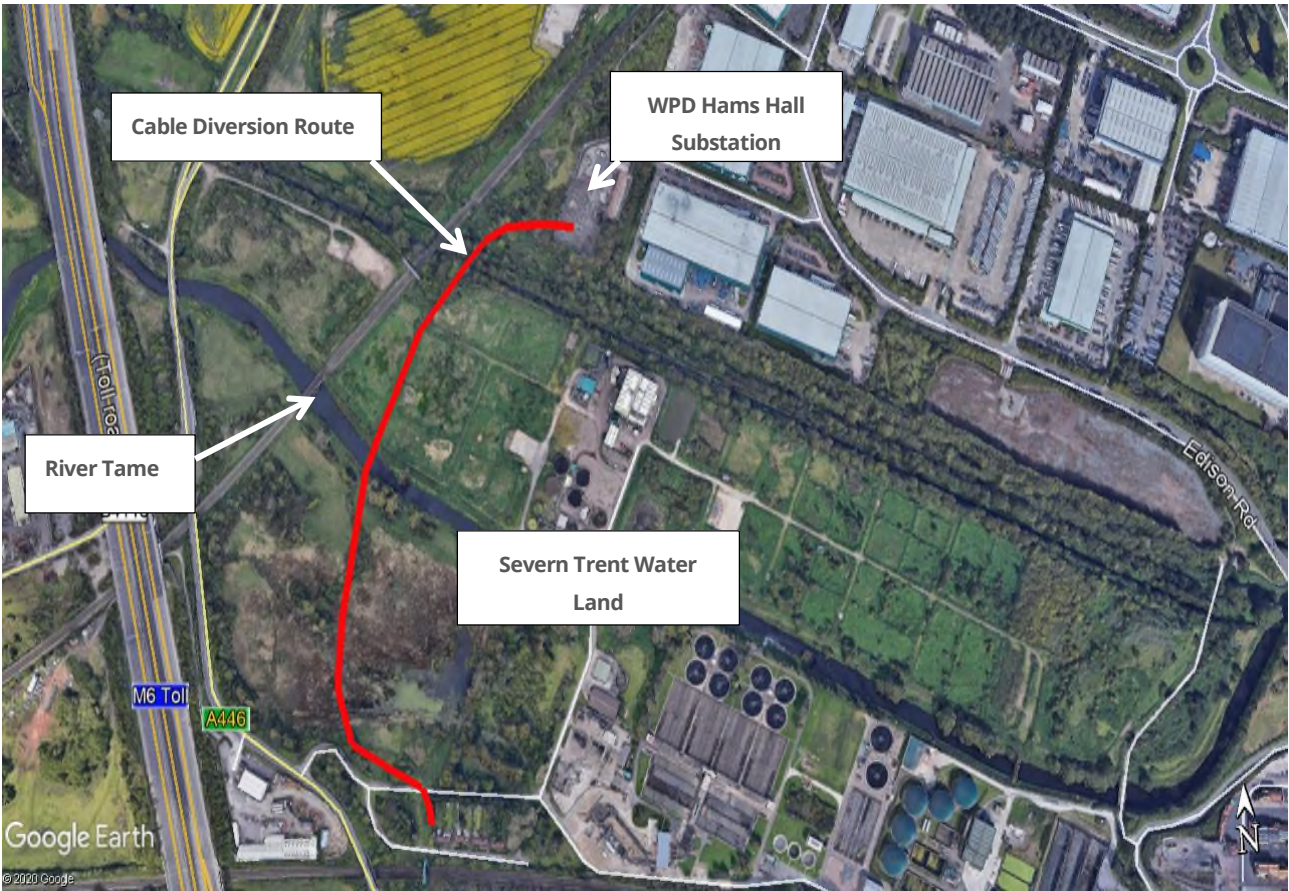 Cable Diversion Route
WPD Hams Hall
Substation
(Toll roa
River Tame
Edison Rd
Severn Trent Water
Land
M6 Toll
A446
Google Earth
© 2020 Google
N